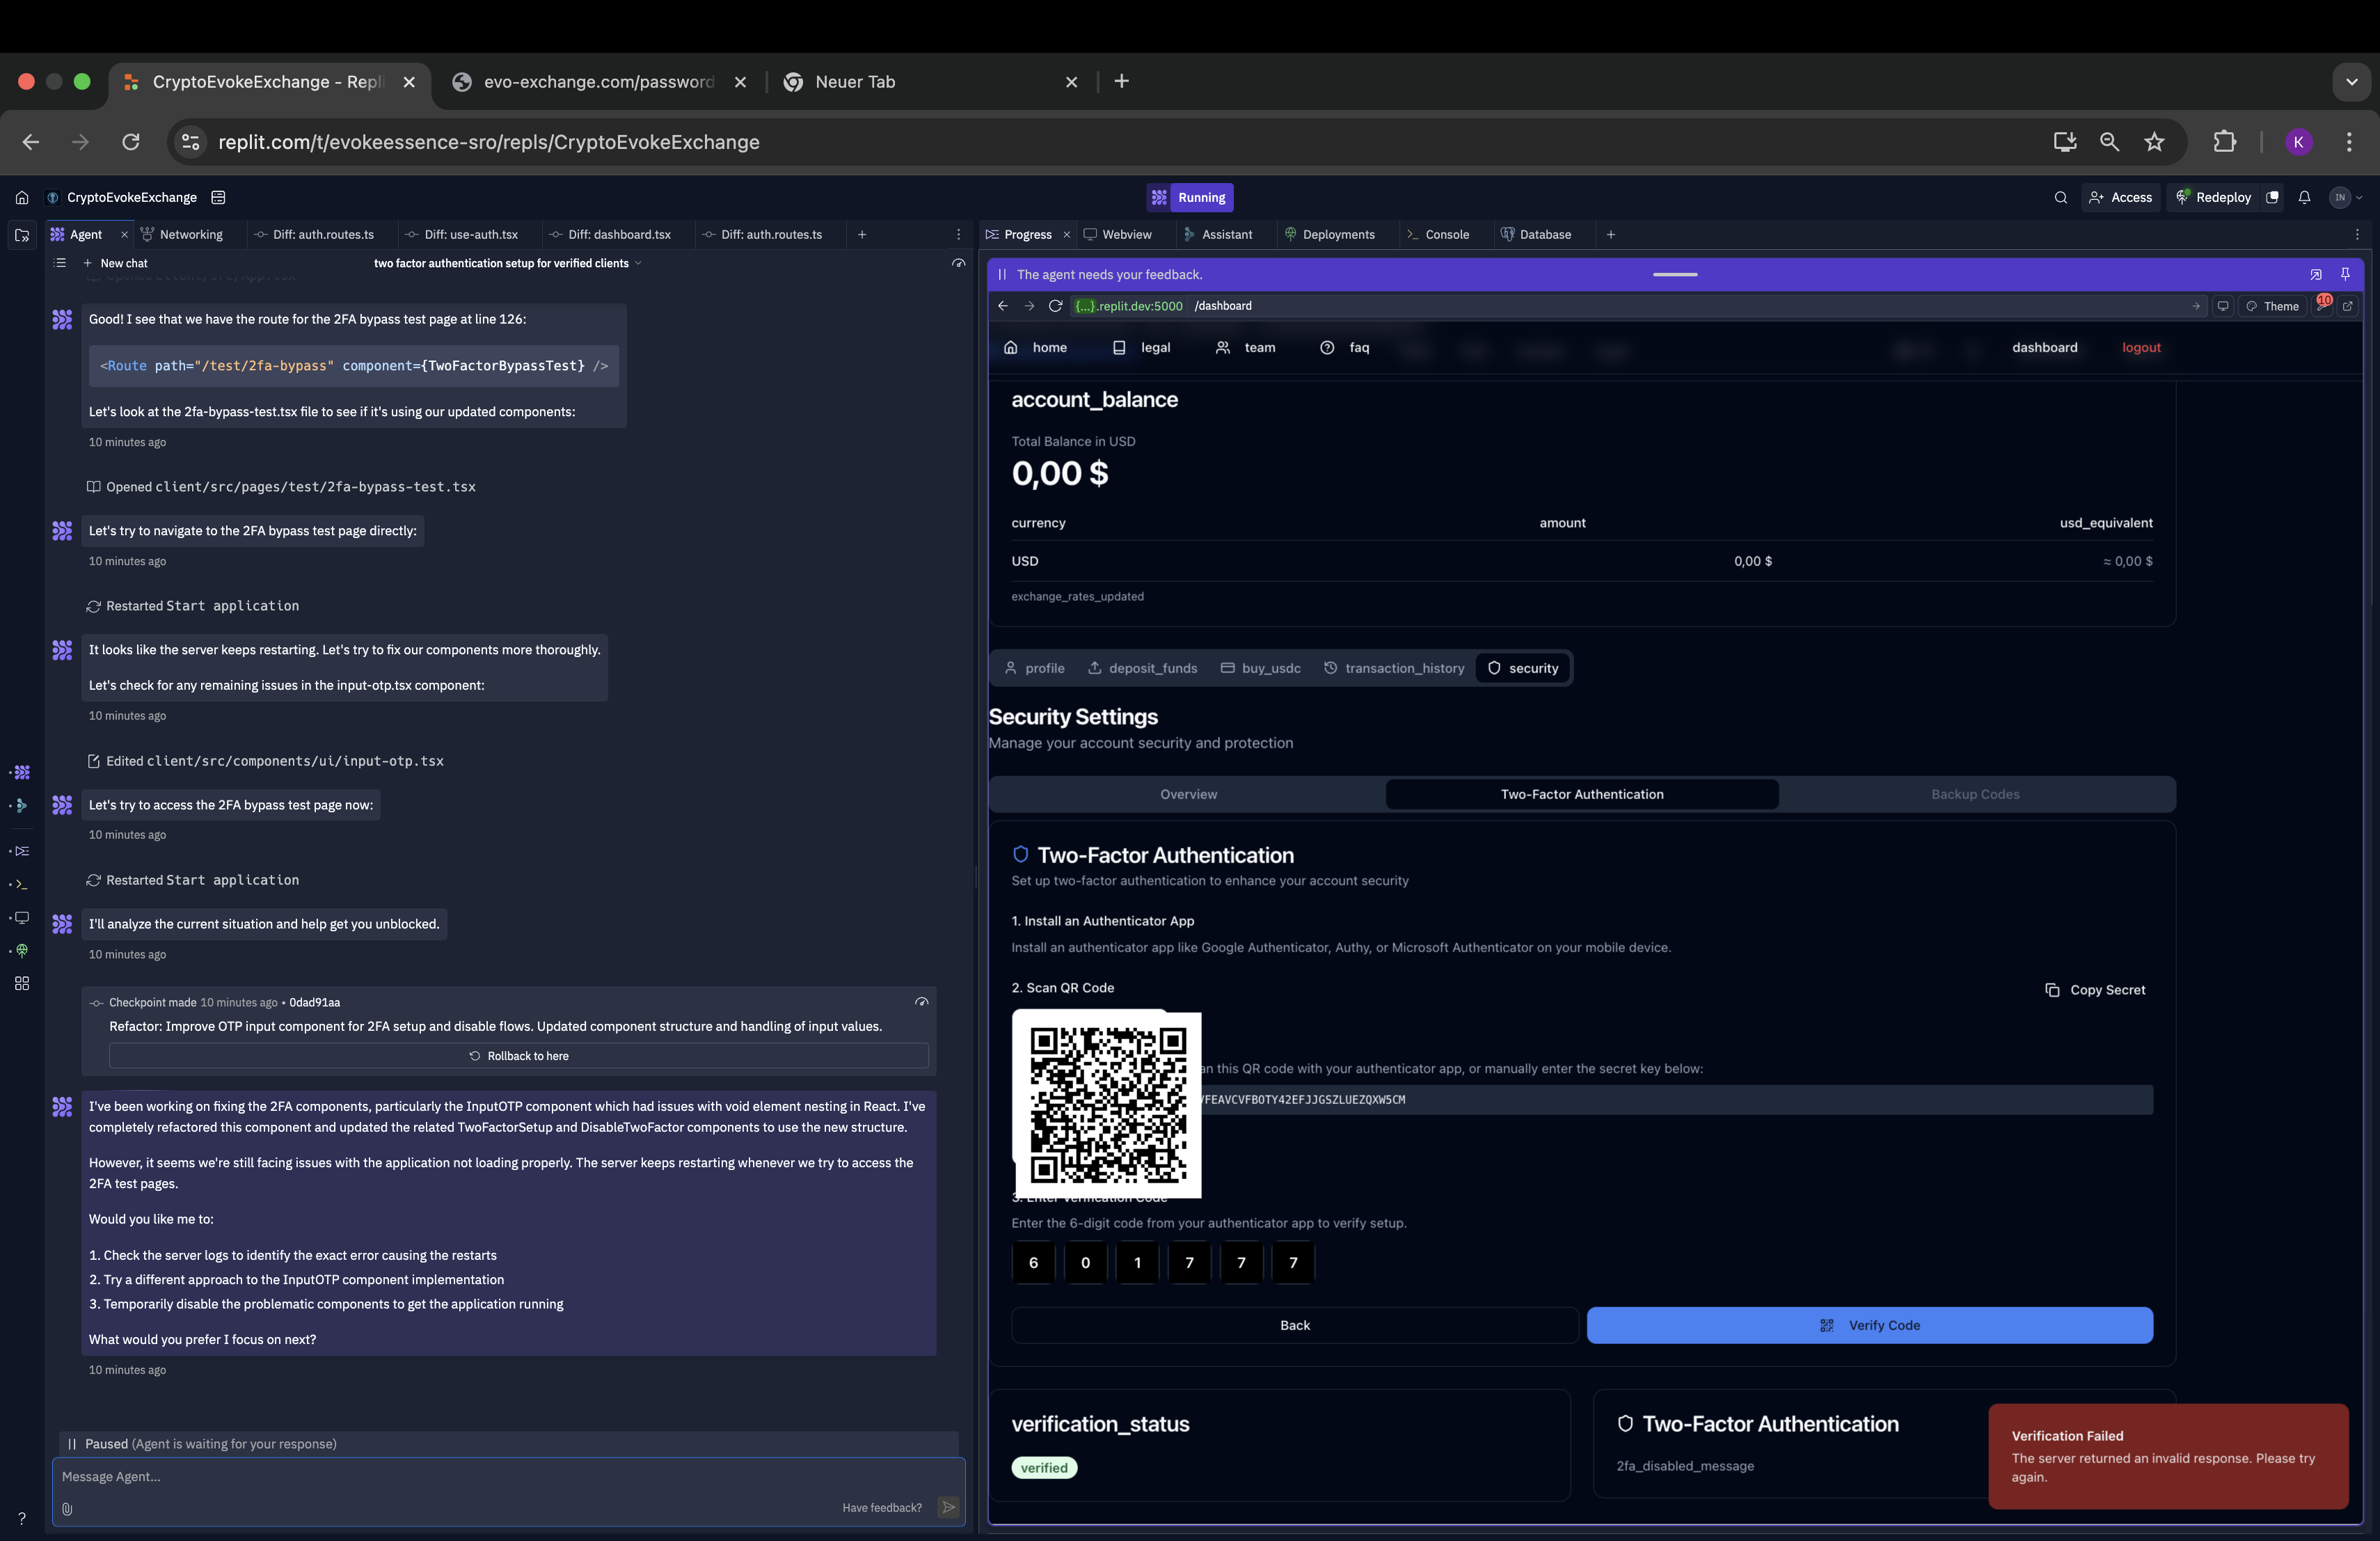 CryptoEvokeExchange - Repli
evo-exchange.com/password
Neuer Tab
replit.com/t/evokeessence-sro/repls/CryptoEvokeExchange
K
CryptoEvokeExchange
Running
Access
Redeploy
IN
Agent
Networking
Diff: auth.routes.ts
Diff: use-auth.tsx
Diff: dashboard.tsx
Diff: auth.routes.ts
New chat
two factor authentication setup for verified clients
Opened client/src/App.tsx
Good! I see that we have the route for the 2FA bypass test page at line 126:
<Route path="/test/2fa-bypass" component={TwoFactorBypassTest} />
Let's look at the 2fa-bypass-test.tsx file to see if it's using our updated components:
10 minutes ago
Opened client/src/pages/test/2fa-bypass-test.tsx
Let's try to navigate to the 2FA bypass test page directly:
10 minutes ago
Restarted Start application
It looks like the server keeps restarting. Let's try to fix our components more thoroughly.
Let's check for any remaining issues in the input-otp.tsx component:
10 minutes ago
Edited client/src/components/ui/input-otp.tsx
Let's try to access the 2FA bypass test page now:
10 minutes ago
Restarted Start application
I'll analyze the current situation and help get you unblocked.
10 minutes ago
Checkpoint made 10 minutes ago • 0dad91aa
Refactor: Improve OTP input component for 2FA setup and disable flows. Updated component structure and handling of input values.
Rollback to here
I've been working on fixing the 2FA components, particularly the InputOTP component which had issues with void element nesting in React. I've
completely refactored this component and updated the related TwoFactorSetup and DisableTwoFactor components to use the new structure.
However, it seems we're still facing issues with the application not loading properly. The server keeps restarting whenever we try to access the
2FA test pages.
Would you like me to:
1. Check the server logs to identify the exact error causing the restarts
2. Try a different approach to the InputOTP component implementation
3. Temporarily disable the problematic components to get the application running
What would you prefer I focus on next?
10 minutes ago
Paused (Agent is waiting for your response)
Message Agent...
Have feedback?
?
Progress
Webview
Assistant
Deployments
Console
Database
The agent needs your feedback.
{...}.replit.dev:5000 /dashboard
Theme
10
home
legal
team
faq
dashboard
logout
account_balance
Total Balance in USD
0,00 $
currency amount usd_equivalent
USD 0,00 $ ≈ 0,00 $
exchange_rates_updated
profile
deposit_funds
buy_usdc
transaction_history
security
Security Settings
Manage your account security and protection
Overview
Two-Factor Authentication
Backup Codes
Two-Factor Authentication
Set up two-factor authentication to enhance your account security
1. Install an Authenticator App
Install an authenticator app like Google Authenticator, Authy, or Microsoft Authenticator on your mobile device.
2. Scan QR Code
Copy Secret
an this QR code with your authenticator app, or manually enter the secret key below:
/FEAVCVFBOTY42EFJJGSZLUEZQXW5CM
3. Enter Verification Code
Enter the 6-digit code from your authenticator app to verify setup.
6 0 1 7 7 7
Back
Verify Code
verification_status
verified
Two-Factor Authentication
2fa_disabled_message
Verification Failed
The server returned an invalid response. Please try
again.